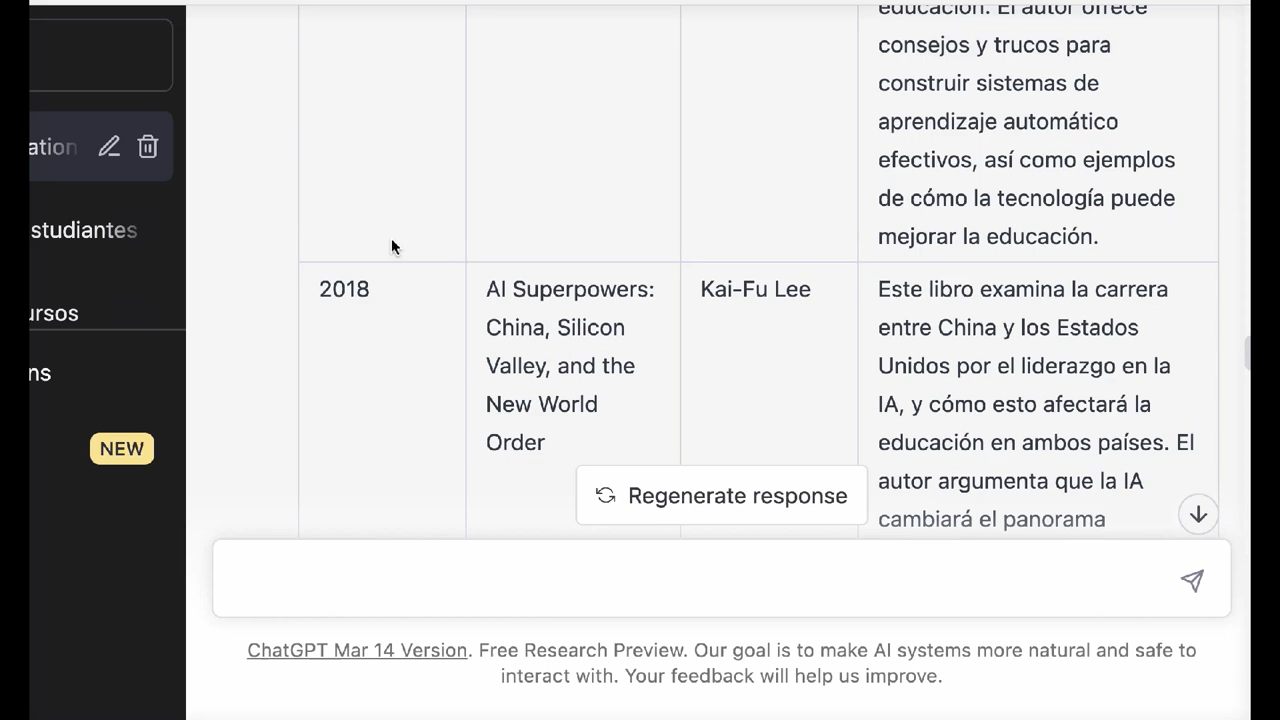 ation
studiantes
ursos
ns
NEW
educación. El autor ofrece
consejos y trucos para
construir sistemas de
aprendizaje automático
efectivos, así como ejemplos
de cómo la tecnología puede
mejorar la educación.
2018
AI Superpowers:
China, Silicon
Valley, and the
New World
Order
Kai-Fu Lee
Este libro examina la carrera
entre China y los Estados
Unidos por el liderazgo en la
IA, y cómo esto afectará la
educación en ambos países. El
autor argumenta que la IA
cambiará el panorama
Regenerate response
ChatGPT Mar 14 Version. Free Research Preview. Our goal is to make AI systems more natural and safe to
interact with. Your feedback will help us improve.